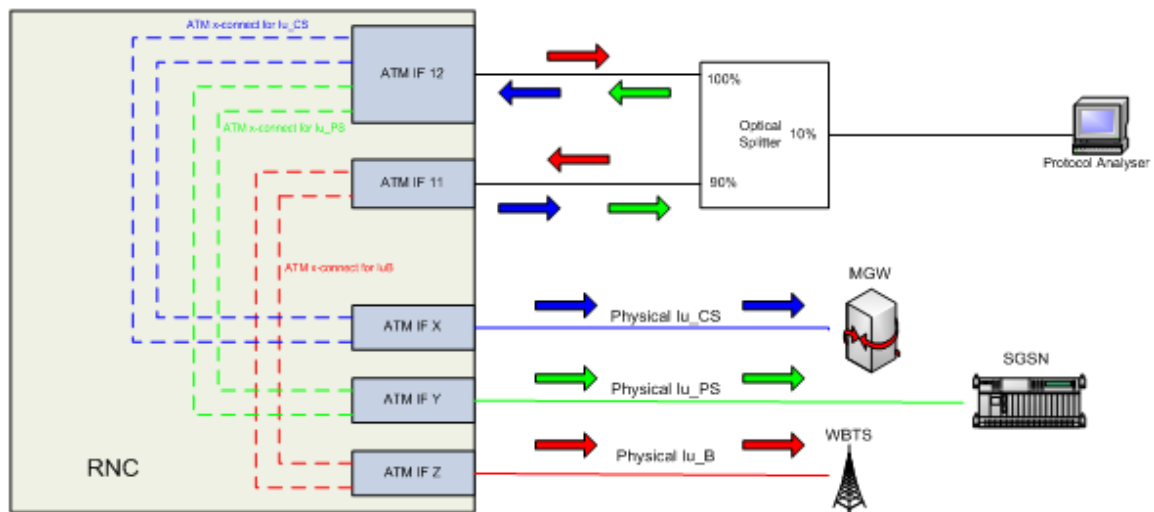 ATM x-connect for Iu_CS
ATM IF 12
100%
ATM x-connect for Iu_PS
Optical
Splitter
10%
Protocol Analyser
ATM IF 11
90%
ATM x-connect for IuB
MGW
ATM IF X
Physical Iu_CS
SGSN
ATM IF Y
Physical Iu_PS
WBTS
Physical Iu_B
RNC
ATM IF Z